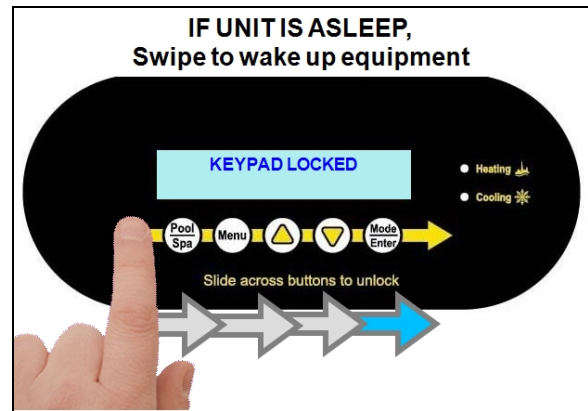 IF UNIT IS ASLEEP,
Swipe to wake up equipment
KEYPAD LOCKED
Heating
Cooling
Pool
Spa
Menu
Mode
Enter
Slide across buttons to unlock